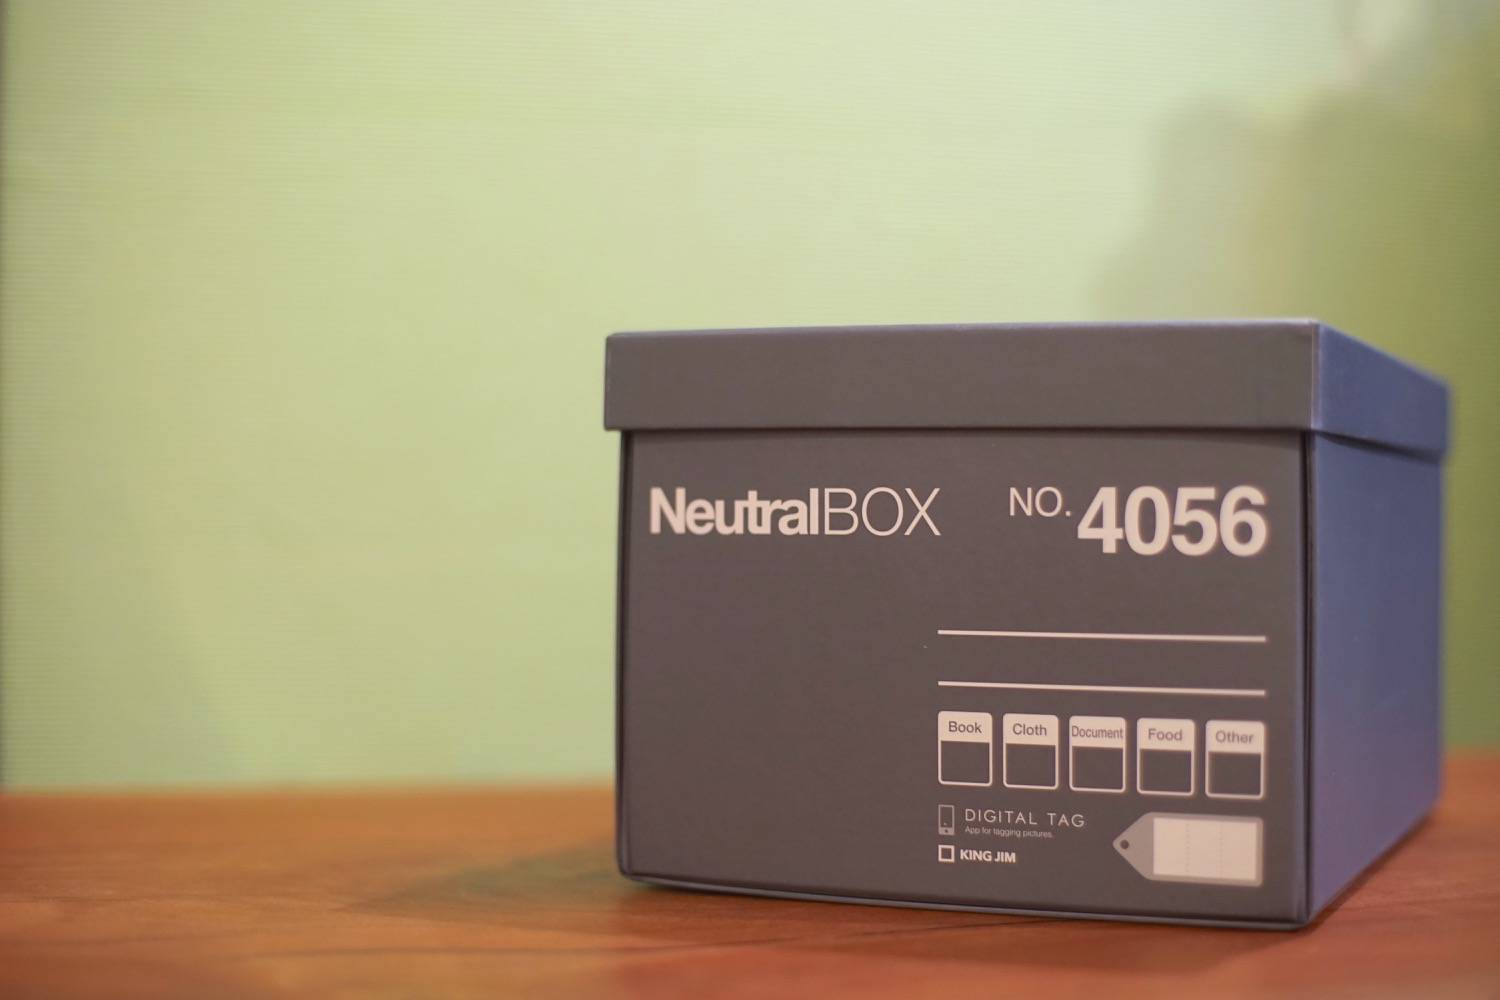 NeutralBOX
NO. 4056
Book Cloth Document Food Other
DIGITAL TAG
App for tagging pictures.
KING JIM